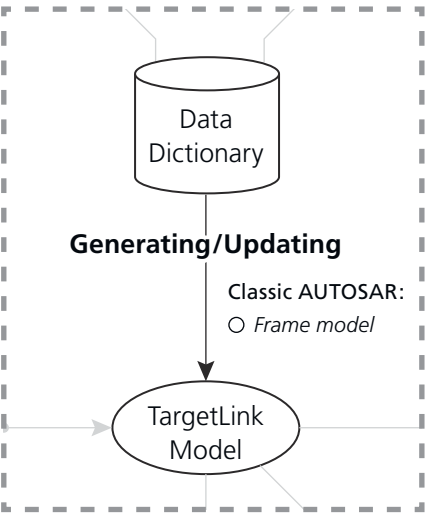 Data
Dictionary
Generating/Updating
Classic AUTOSAR:
Frame model
TargetLink
Model